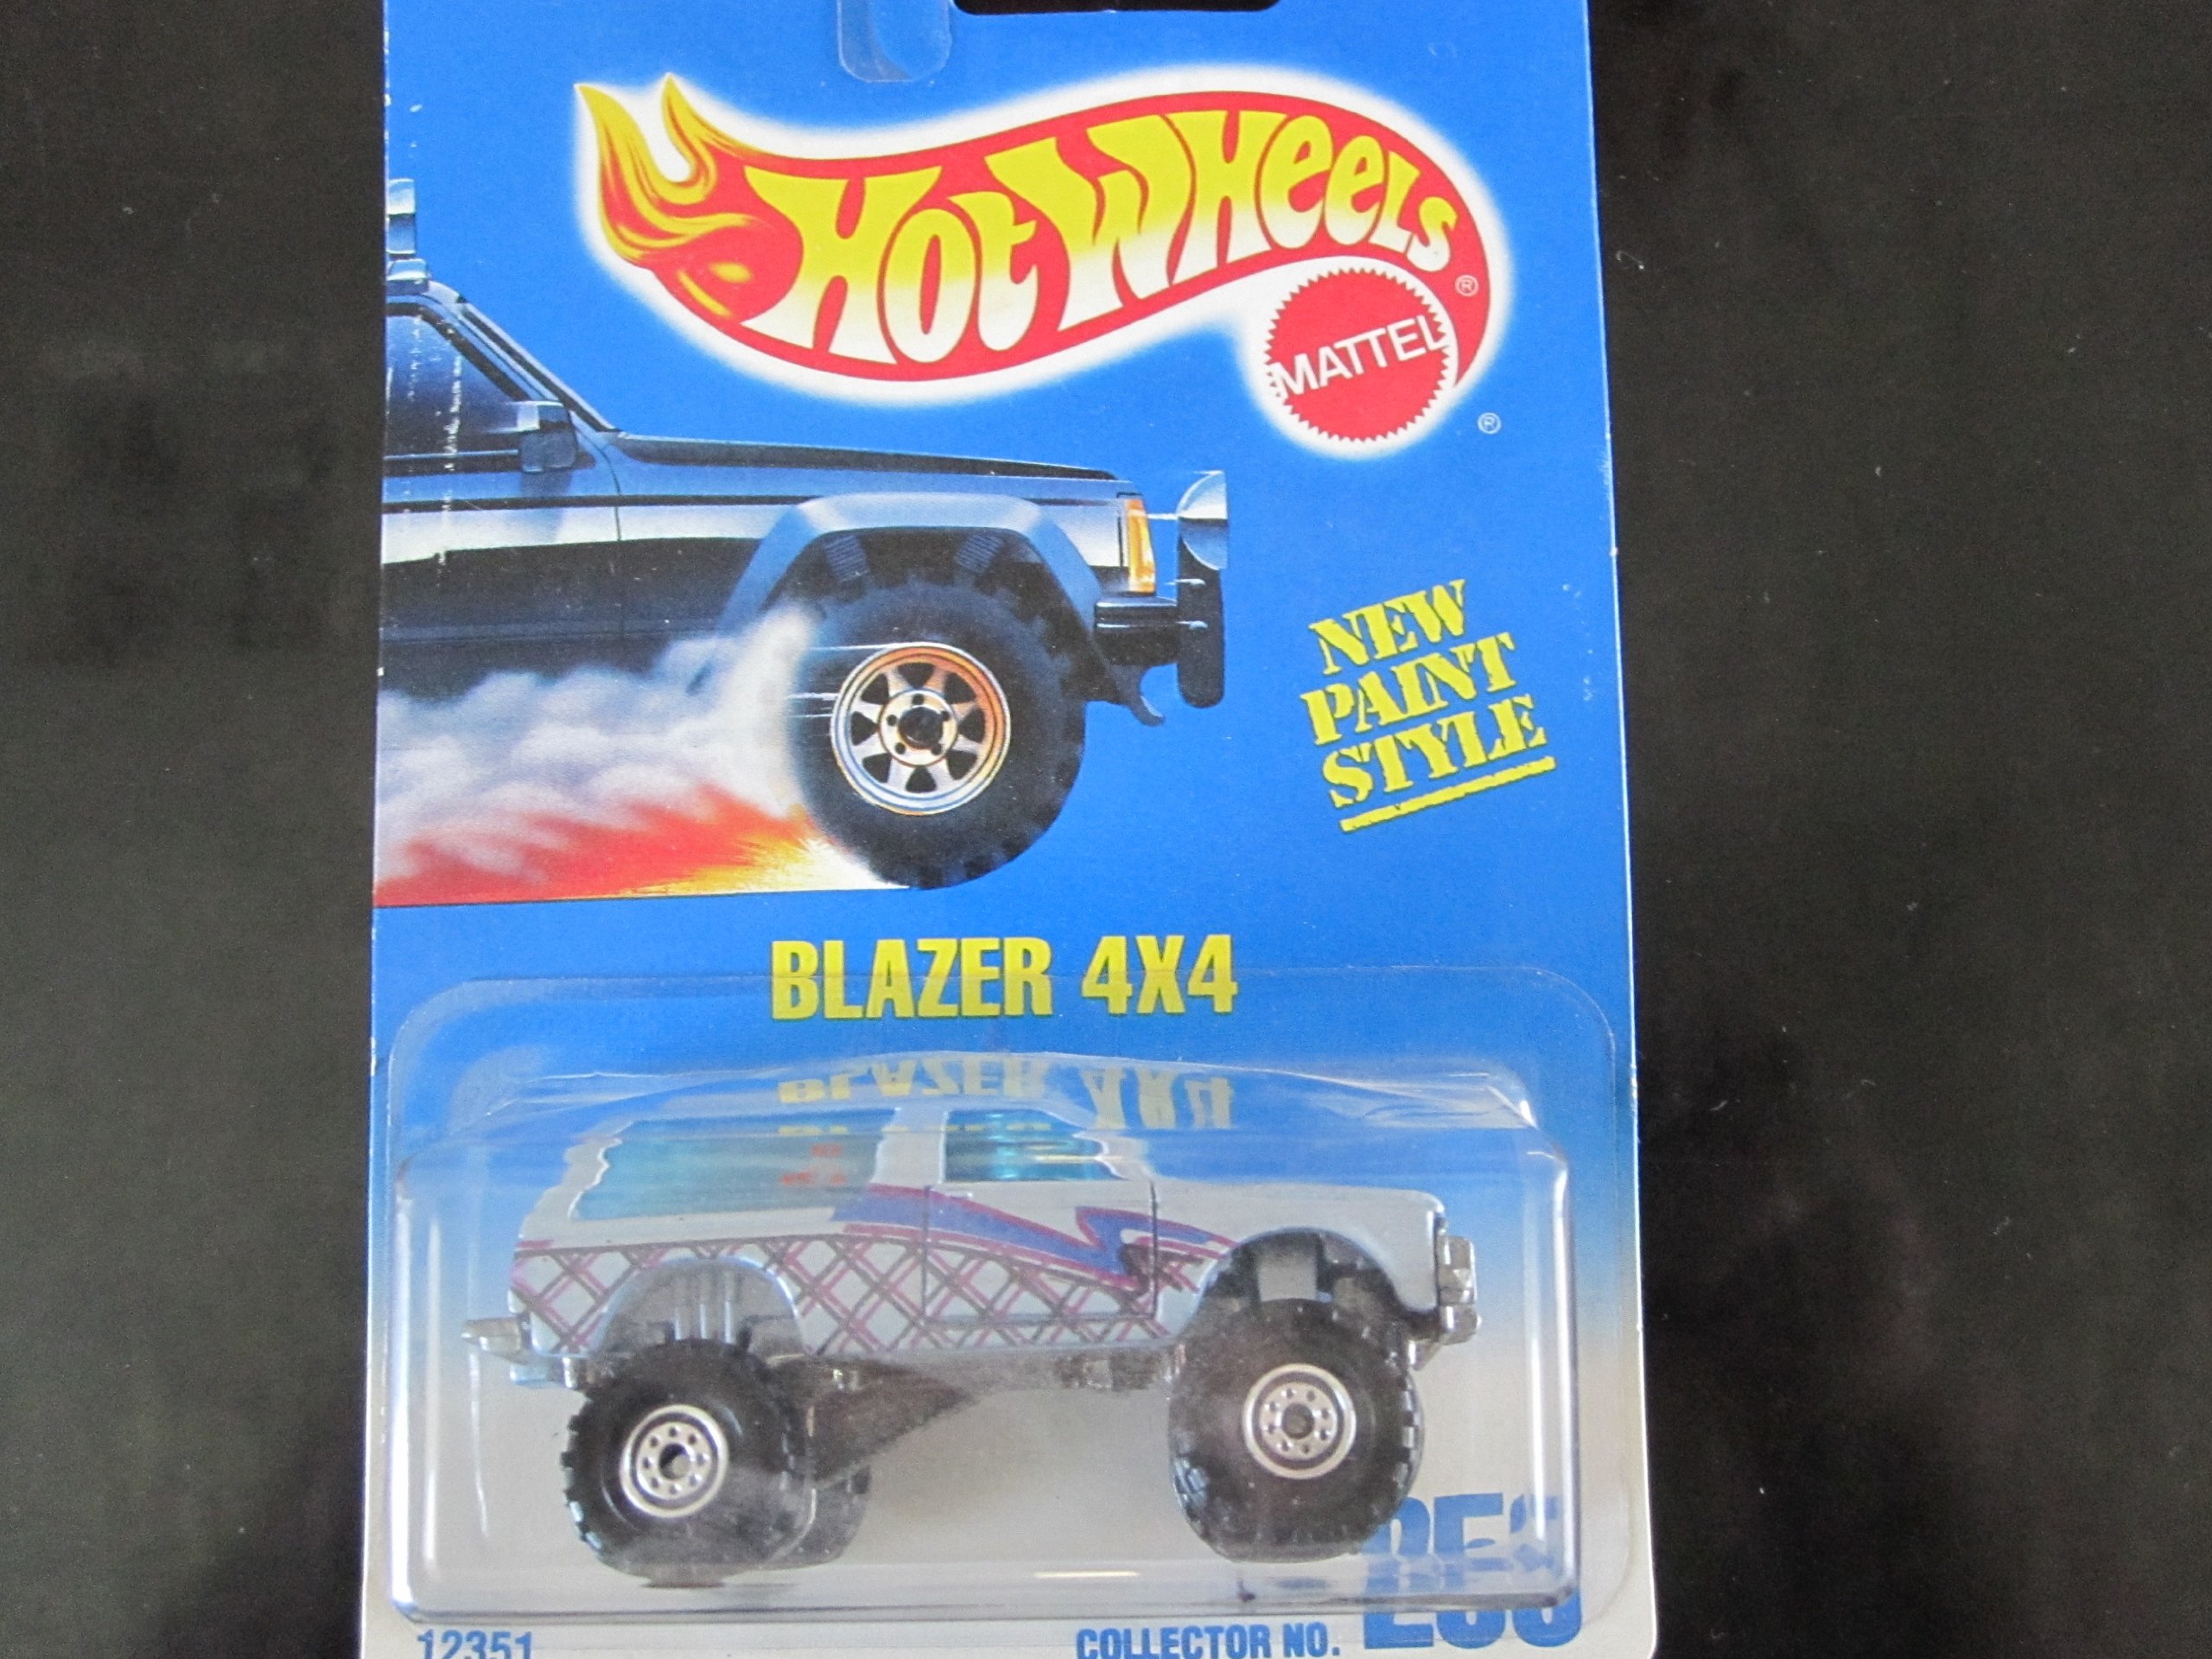 HOT WHEELS ®
MATTEL
®
NEW
PAINT
STYLE
BLAZER 4X4
12351
COLLECTOR NO.